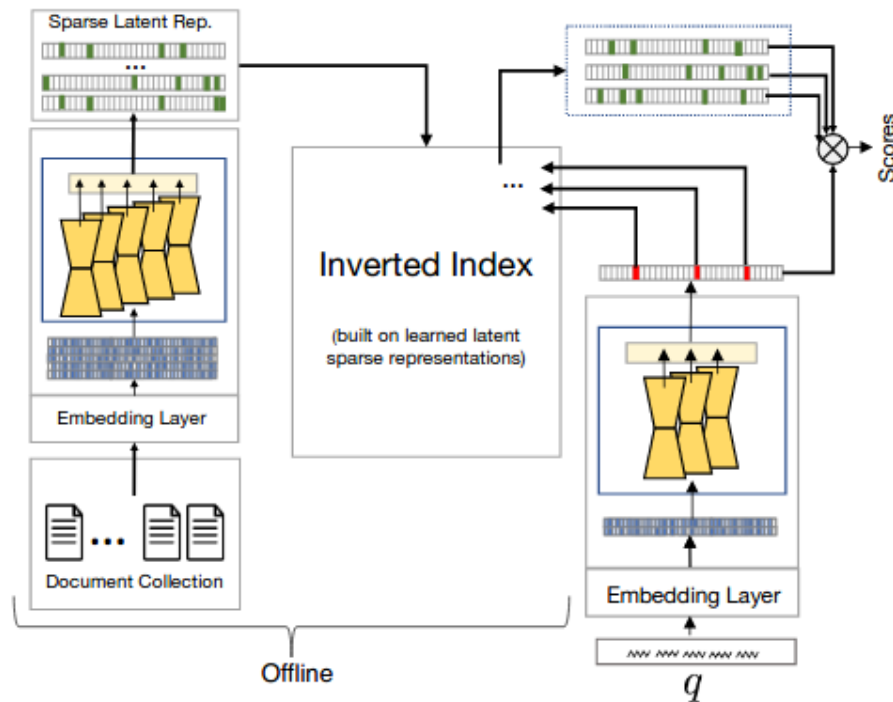 Sparse Latent Rep.
...
Scores
...
Inverted Index
(built on learned latent
sparse representations)
Embedding Layer
...
Document Collection
Embedding Layer
Offline
q